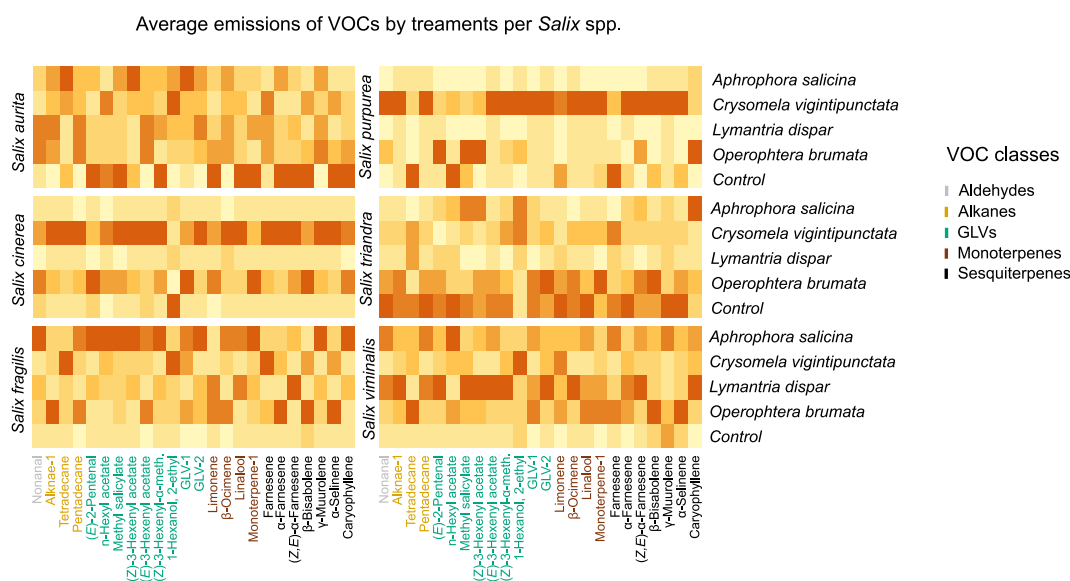 Average emissions of VOCs by treaments per Salix spp.
Salix aurita
Salix purpurea
Aphrophora salicina
Crysomela vigintipunctata
Lymantria dispar
Operophtera brumata
Control
Salix cinerea
Salix triandra
Aphrophora salicina
Crysomela vigintipunctata
Lymantria dispar
Operophtera brumata
Control
Salix fragilis
Salix viminalis
Aphrophora salicina
Crysomela vigintipunctata
Lymantria dispar
Operophtera brumata
Control
VOC classes
Aldehydes
Alkanes
GLVs
Monoterpenes
Sesquiterpenes
Nonanal
Alknae-1
Tetradecane
Pentadecane
(E)-2-Pentenal
n-Hexyl acetate
Methyl salicylate
(Z)-3-Hexenyl acetate
(E)-3-Hexenyl acetate
(Z)-3-Hexenyl-α-meth.
1-Hexanol, 2-ethyl
GLV-1
GLV-2
Limonene
β-Ocimene
Linalool
Monoterpene-1
Farnesene
α-Farnesene
(Z,E)-α-Farnesene
β-Bisabolene
γ-Muurolene
α-Selinene
Caryophyllene
Nonanal
Alknae-1
Tetradecane
Pentadecane
(E)-2-Pentenal
n-Hexyl acetate
Methyl salicylate
(Z)-3-Hexenyl acetate
(E)-3-Hexenyl acetate
(Z)-3-Hexenyl-α-meth.
1-Hexanol, 2-ethyl
GLV-1
GLV-2
Limonene
β-Ocimene
Linalool
Monoterpene-1
Farnesene
α-Farnesene
(Z,E)-α-Farnesene
β-Bisabolene
γ-Muurolene
α-Selinene
Caryophyllene